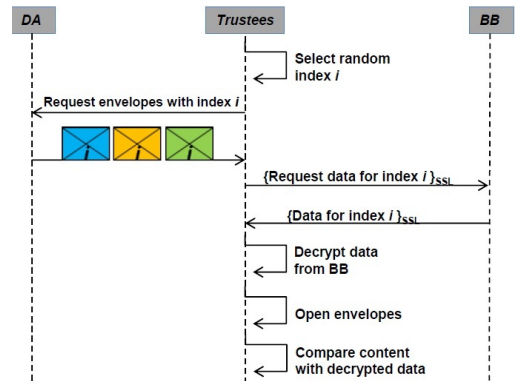 DA
Trustees
BB
Select random
index i
Request envelopes with index i
i
i
i
{Request data for index i }SSL
{Data for index i }SSL
Decrypt data
from BB
Open envelopes
Compare content
with decrypted data